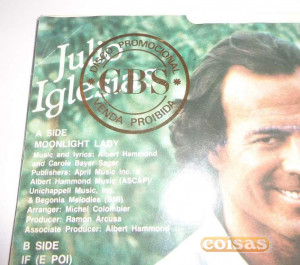 Julio
Iglesias
DISCO PROMOCIONAL
CBS
VENDA PROIBIDA
A SIDE
MOONLIGHT LADY
Music and lyrics: Albert Hammond
and Carole Bayer Sager
Publishers: April Music Inc. &
Albert Hammond Music (ASCAP)/
Unichappell Music, Inc.
& Begonia Melodies (BMI)
Arranger: Michel Colombier
Producer: Ramón Arcusa
Associate Producer: Albert Hammond
B SIDE
IF (E POI)
coisas